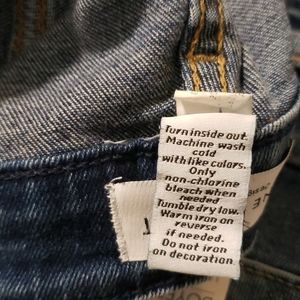 Turn inside out.
Machine wash
cold
with like colors.
Only
non-chlorine
bleach when
needed
Tumble dry low.
Warm iron on
reverse
if needed.
Do not iron
on decoration.